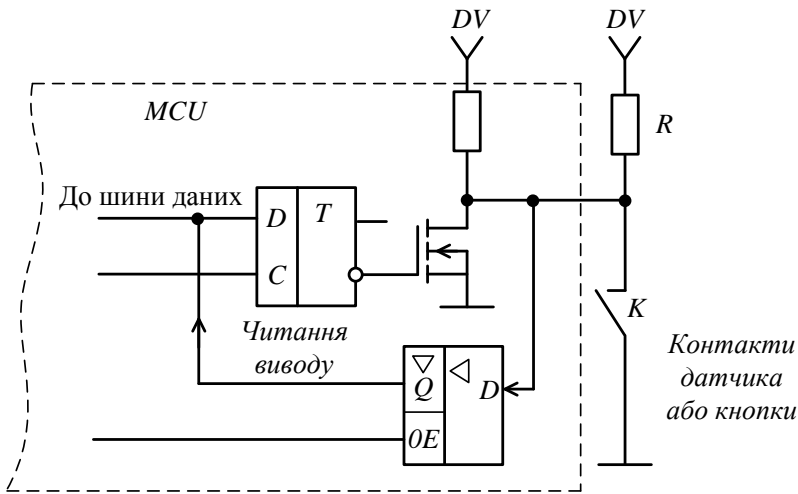 DV
DV
MCU
R
До шини даних
D
T
C
K
Читання
виводу
Q
D
0E
Контакти
датчика
або кнопки